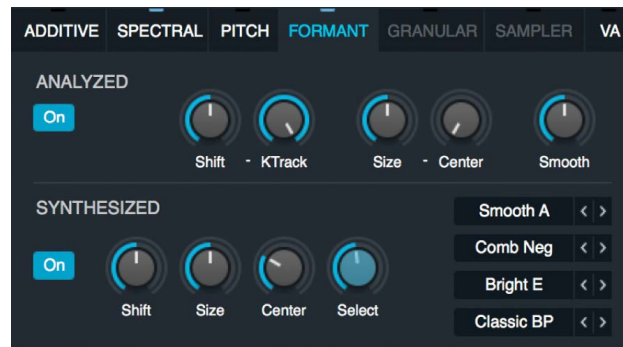 ADDITIVE SPECTRAL PITCH FORMANT GRANULAR SAMPLER VA
ANALYZED
On
Shift - KTrack Size - Center Smooth
SYNTHESIZED
Smooth A < >
Comb Neg < >
On
Bright E < >
Shift Size Center Select
Classic BP < >